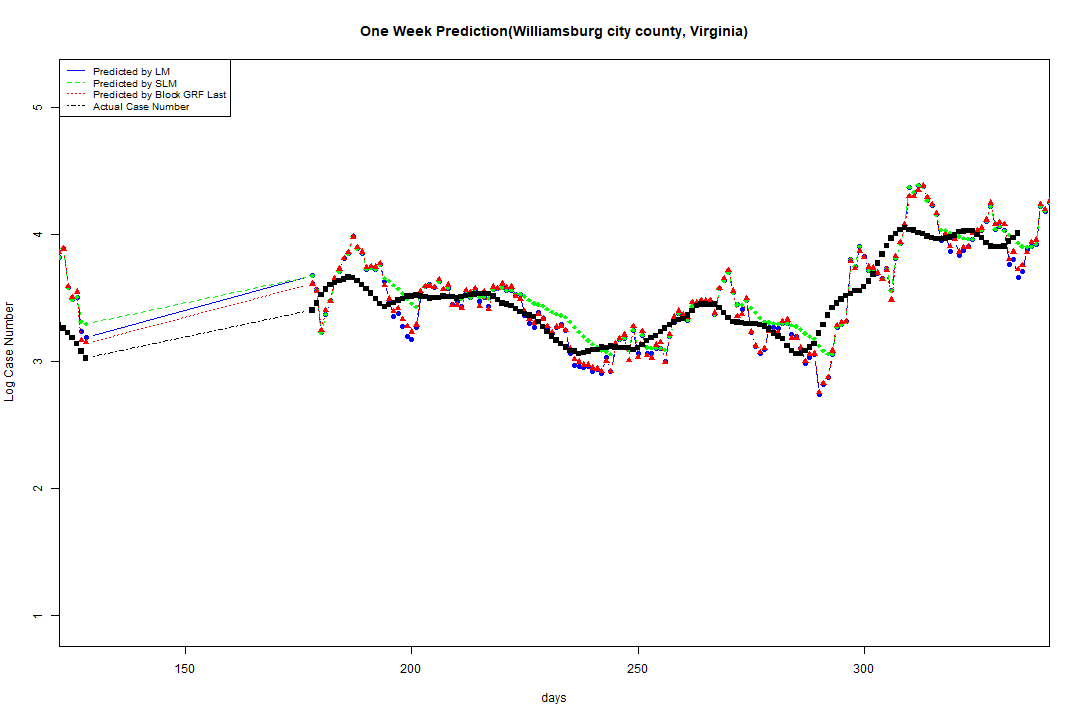 One Week Prediction(Williamsburg city county, Virginia)
Predicted by LM
Predicted by SLM
Predicted by Block GRF Last
Actual Case Number
Log Case Number
5
4
3
2
1
150 200 250 300
days